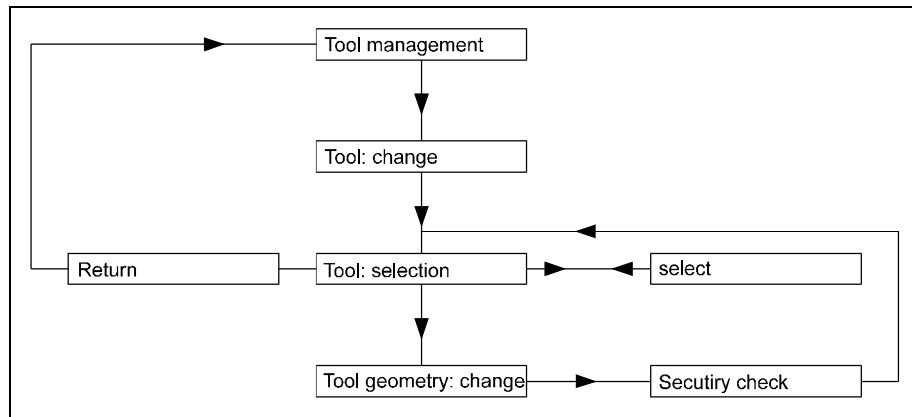 Tool management
Tool: change
Return
Tool: selection
select
Tool geometry: change
Secutiry check